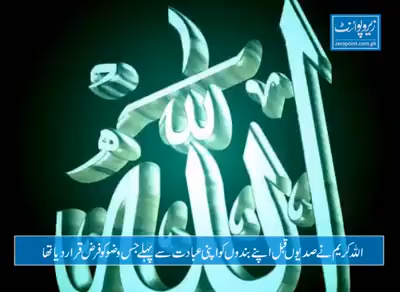 زیرو پوائنٹ
zeropoint.com.pk
اللہ
اللہ کریم نے صدیوں قبل اپنے بندوں کو اپنی عبادت سے پہلے جس وضو کو فرض قرار دیا تھا